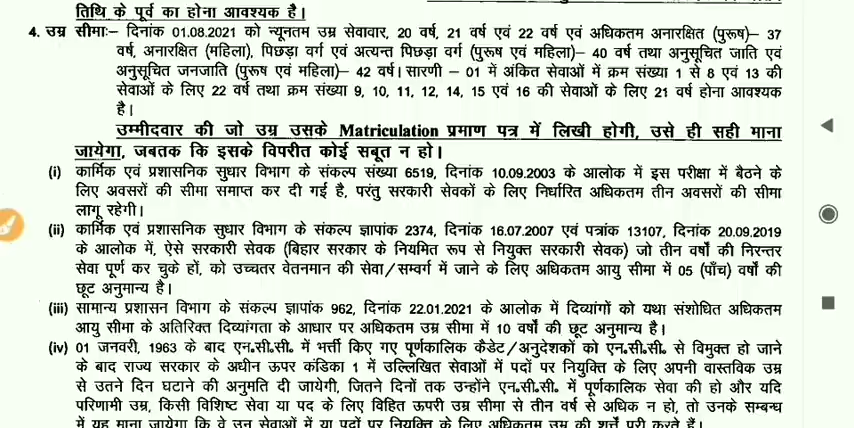 तिथि के पूर्व का होना आवश्यक है।
4. उम्र सीमाः– दिनांक 01.08.2021 को न्यूनतम उम्र सेवावार, 20 वर्ष, 21 वर्ष एवं 22 वर्ष एवं अधिकतम अनारक्षित (पुरूष)– 37
वर्ष, अनारक्षित (महिला), पिछड़ा वर्ग एवं अत्यन्त पिछड़ा वर्ग (पुरूष एवं महिला)– 40 वर्ष तथा अनुसूचित जाति एवं
अनुसूचित जनजाति (पुरूष एवं महिला)– 42 वर्ष। सारणी – 01 में अंकित सेवाओं में क्रम संख्या 1 से 8 एवं 13 की
सेवाओं के लिए 22 वर्ष तथा क्रम संख्या 9, 10, 11, 12, 14, 15 एवं 16 की सेवाओं के लिए 21 वर्ष होना आवश्यक
है।
उम्मीदवार की जो उम्र उसके Matriculation प्रमाण पत्र में लिखी होगी, उसे ही सही माना
जायेगा, जबतक कि इसके विपरीत कोई सबूत न हो।
(i) कार्मिक एवं प्रशासनिक सुधार विभाग के संकल्प संख्या 6519, दिनांक 10.09.2003 के आलोक में इस परीक्षा में बैठने के
लिए अवसरों की सीमा समाप्त कर दी गई है, परंतु सरकारी सेवकों के लिए निर्धारित अधिकतम तीन अवसरों की सीमा
लागू रहेगी।
(ii) कार्मिक एवं प्रशासनिक सुधार विभाग के संकल्प ज्ञापांक 2374, दिनांक 16.07.2007 एवं पत्रांक 13107, दिनांक 20.09.2019
के आलोक में, ऐसे सरकारी सेवक (बिहार सरकार के नियमित रूप से नियुक्त सरकारी सेवक) जो तीन वर्षों की निरन्तर
सेवा पूर्ण कर चुके हों, को उच्चतर वेतनमान की सेवा/सम्वर्ग में जाने के लिए अधिकतम आयु सीमा में 05 (पाँच) वर्षों की
छूट अनुमान्य है।
(iii) सामान्य प्रशासन विभाग के संकल्प ज्ञापांक 962, दिनांक 22.01.2021 के आलोक में दिव्यांगों को यथा संशोधित अधिकतम
आयु सीमा के अतिरिक्त दिव्यांगता के आधार पर अधिकतम उम्र सीमा में 10 वर्षों की छूट अनुमान्य है।
(iv) 01 जनवरी, 1963 के बाद एन.सी.सी. में भर्ती किए गए पूर्णकालिक कैडेट/अनुदेशकों को एन.सी.सी. से विमुक्त हो जाने
के बाद राज्य सरकार के अधीन ऊपर कंडिका 1 में उल्लिखित सेवाओं में पदों पर नियुक्ति के लिए अपनी वास्तविक उम्र
से उतने दिन घटाने की अनुमति दी जायेगी, जितने दिनों तक उन्होंने एन.सी.सी. में पूर्णकालिक सेवा की हो और यदि
परिणामी उम्र, किसी विशिष्ट सेवा या पद के लिए विहित ऊपरी उम्र सीमा से तीन वर्ष से अधिक न हो, तो उनके सम्बन्ध
में यह माना जायेगा कि वे उन सेवाओं में या पदों पर नियुक्ति के लिए अधिकतम उम्र की शर्त्तें पूरी करते हैं।